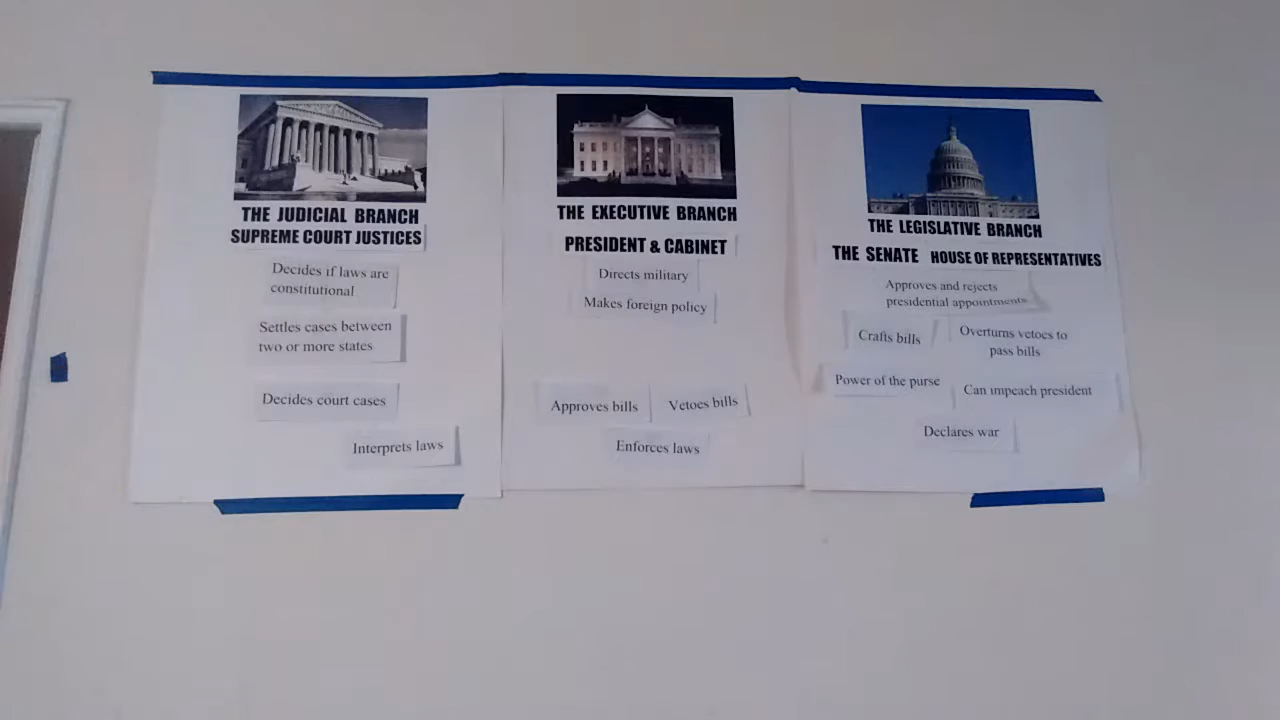 THE JUDICIAL BRANCH
SUPREME COURT JUSTICES
Decides if laws are
constitutional
Settles cases between
two or more states
Decides court cases
Interprets laws
THE EXECUTIVE BRANCH
PRESIDENT & CABINET
Directs military
Makes foreign policy
Approves bills
Vetoes bills
Enforces laws
THE LEGISLATIVE BRANCH
THE SENATE HOUSE OF REPRESENTATIVES
Approves and rejects
presidential appointments
Crafts bills
Overturns vetoes to
pass bills
Power of the purse
Can impeach president
Declares war